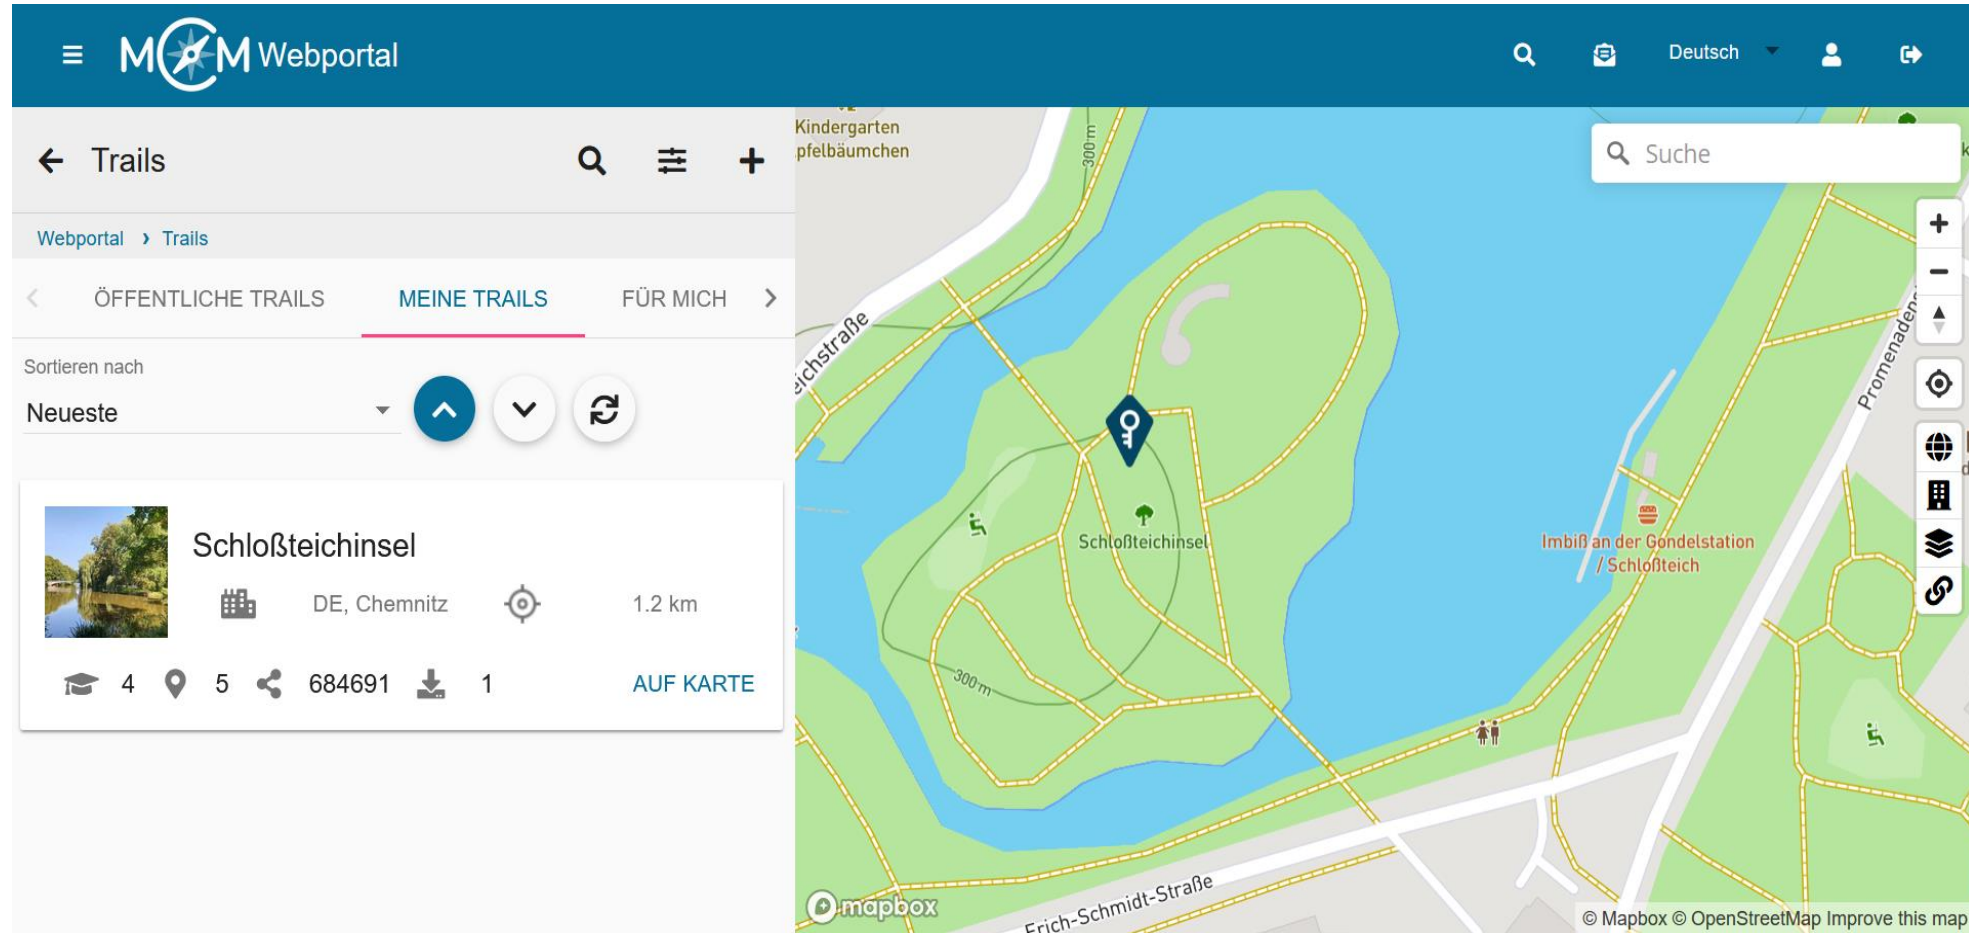 MCM Webportal
Deutsch
Trails
Webportal › Trails
ÖFFENTLICHE TRAILS MEINE TRAILS FÜR MICH
Sortieren nach
Neueste
Schloßteichinsel
DE, Chemnitz 1.2 km
4 5 684691 1 AUF KARTE
Kindergarten
pfelbäumchen
300 m
Suche
eichstraße
Promenadens
Schloßteichinsel
Imbiß an der Gondelstation
/ Schloßteich
300 m
Erich-Schmidt-Straße
mapbox
© Mapbox © OpenStreetMap Improve this map